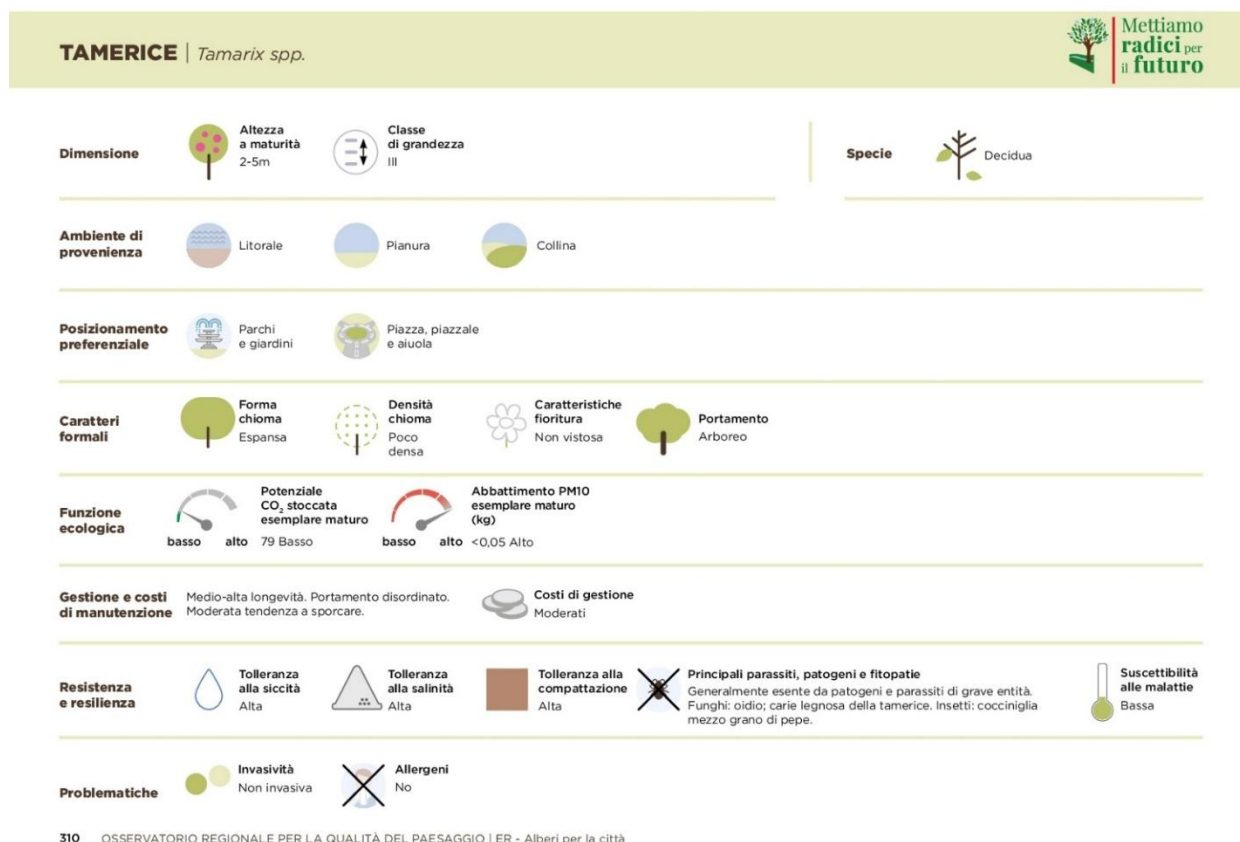 TAMERICE | Tamarix spp.
Mettiamo
radici per
il futuro
Dimensione
Altezza
a maturità
2-5m
Classe
di grandezza
III
Specie
Decidua
Ambiente di
provenienza
Litorale
Pianura
Collina
Posizionamento
preferenziale
Parchi
e giardini
Piazza, piazzale
e aiuola
Caratteri
formali
Forma
chioma
Espansa
Densità
chioma
Poco
densa
Caratteristiche
fioritura
Non vistosa
Portamento
Arboreo
Funzione
ecologica
basso alto
Potenziale
CO₂ stoccata
esemplare maturo
79 Basso
basso alto
Abbattimento PM10
esemplare maturo
(kg)
<0,05 Alto
Gestione e costi
di manutenzione
Medio-alta longevità. Portamento disordinato.
Moderata tendenza a sporcare.
Costi di gestione
Moderati
Resistenza
e resilienza
Tolleranza
alla siccità
Alta
Tolleranza
alla salinità
Alta
Tolleranza alla
compattazione
Alta
Principali parassiti, patogeni e fitopatie
Generalmente esente da patogeni e parassiti di grave entità.
Funghi: oidio; carie legnosa della tamerice. Insetti: cocciniglia
mezzo grano di pepe.
Suscettibilità
alle malattie
Bassa
Problematiche
Invasività
Non invasiva
Allergeni
No
310 OSSERVATORIO REGIONALE PER LA QUALITÀ DEL PAESAGGIO | ER - Alberi per la città